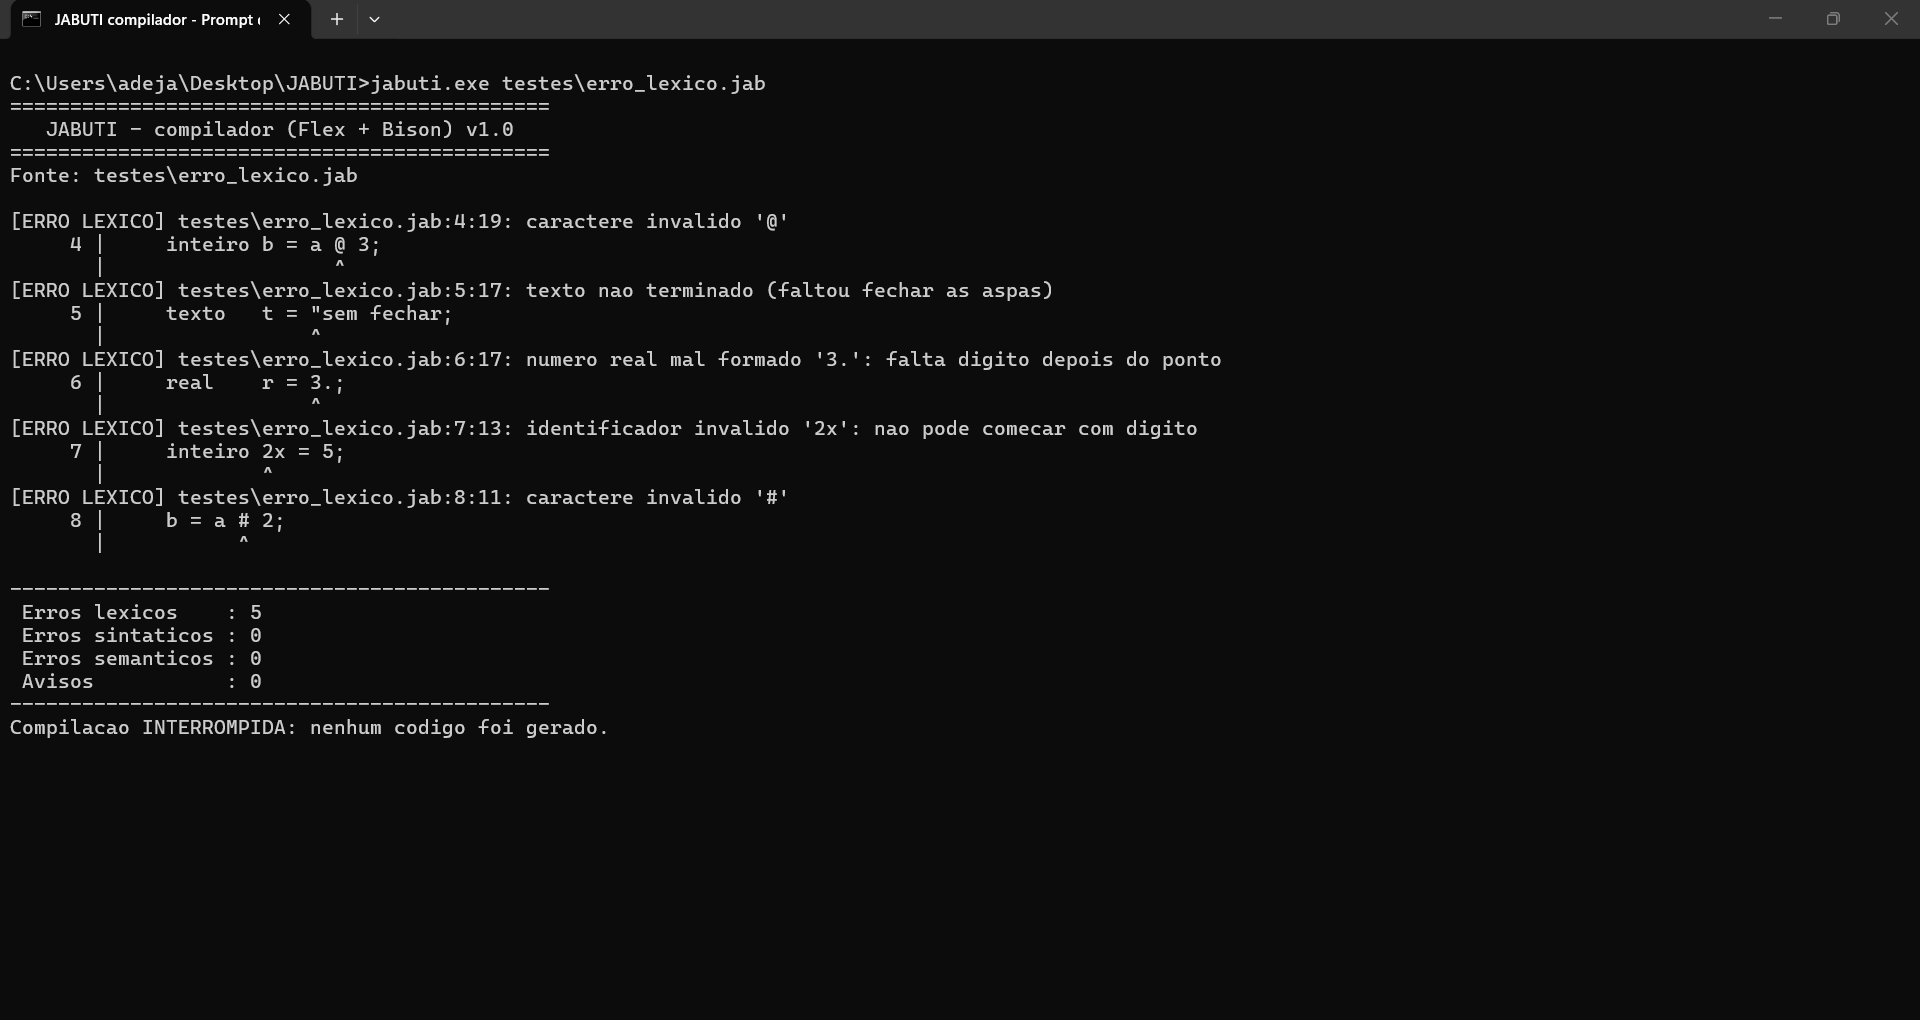 JABUTI compilador - Prompt
C:\Users\adeja\Desktop\JABUTI>jabuti.exe testes\erro_lexico.jab
=============================================
   JABUTI - compilador (Flex + Bison) v1.0
=============================================
Fonte: testes\erro_lexico.jab
[ERRO LEXICO] testes\erro_lexico.jab:4:19: caractere invalido '@'
     4 |     inteiro b = a @ 3;
       |                   ^
[ERRO LEXICO] testes\erro_lexico.jab:5:17: texto nao terminado (faltou fechar as aspas)
     5 |     texto   t = "sem fechar;
       |                 ^
[ERRO LEXICO] testes\erro_lexico.jab:6:17: numero real mal formado '3.': falta digito depois do ponto
     6 |     real    r = 3.;
       |                 ^
[ERRO LEXICO] testes\erro_lexico.jab:7:13: identificador invalido '2x': nao pode comecar com digito
     7 |     inteiro 2x = 5;
       |             ^
[ERRO LEXICO] testes\erro_lexico.jab:8:11: caractere invalido '#'
     8 |     b = a # 2;
       |           ^
---------------------------------------------
 Erros lexicos    : 5
 Erros sintaticos : 0
 Erros semanticos : 0
 Avisos           : 0
---------------------------------------------
Compilacao INTERROMPIDA: nenhum codigo foi gerado.